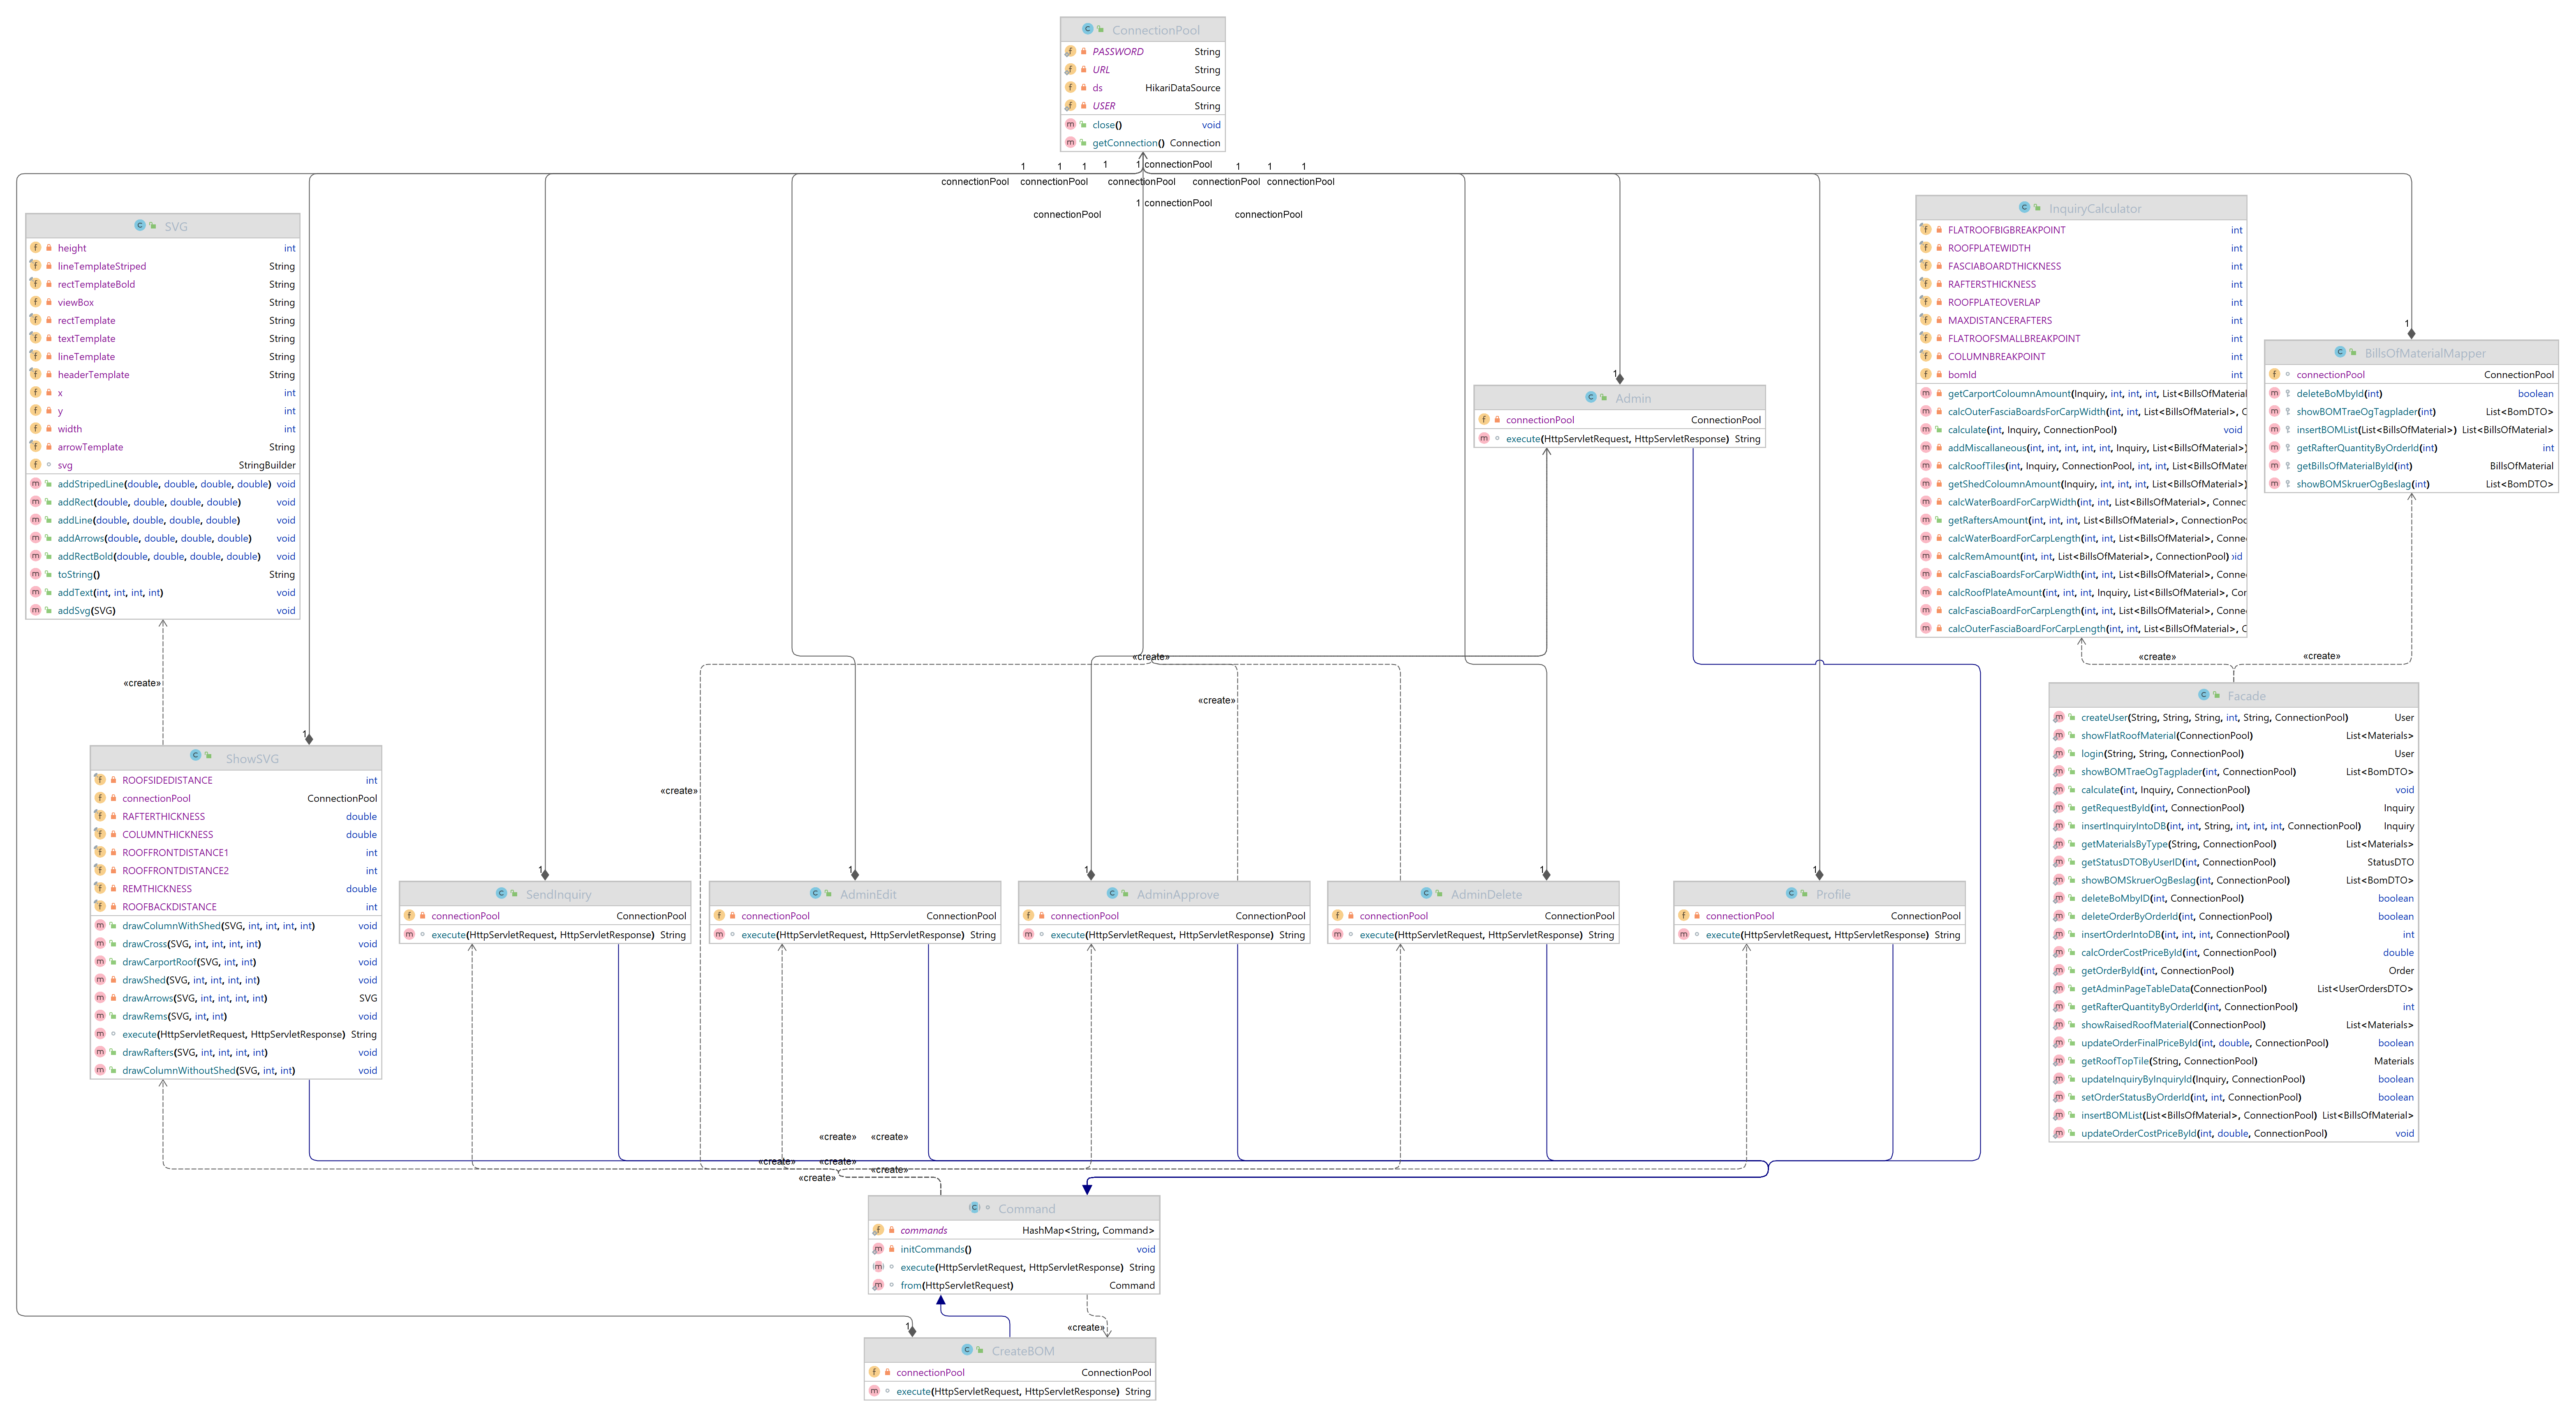 ConnectionPool
PASSWORD String
URL String
ds HikariDataSource
USER String
close() void
getConnection() Connection
1 1 1 1 1 connectionPool 1 1 1
connectionPool connectionPool connectionPool connectionPool connectionPool
1 connectionPool
connectionPool connectionPool
SVG
height int
lineTemplateStriped String
rectTemplateBold String
viewBox String
rectTemplate String
textTemplate String
lineTemplate String
headerTemplate String
x int
y int
width int
arrowTemplate String
svg StringBuilder
addStripedLine(double, double, double, double) void
addRect(double, double, double, double) void
addLine(double, double, double, double) void
addArrows(double, double, double, double) void
addRectBold(double, double, double, double) void
toString() String
addText(int, int, int, int) void
addSvg(SVG) void
InquiryCalculator
FLATROOFBIGBREAKPOINT int
ROOFPLATEWIDTH int
FASCIABOARDTHICKNESS int
RAFTERSTHICKNESS int
ROOFPLATEOVERLAP int
MAXDISTANCERAFTERS int
FLATROOFSMALLBREAKPOINT int
COLUMNBREAKPOINT int
bomId int
getCarportColoumnAmount(Inquiry, int, int, int, List<BillsOfMaterial
calcOuterFasciaBoardsForCarpWidth(int, int, List<BillsOfMaterial>, C
calculate(int, Inquiry, ConnectionPool) void
addMiscallaneous(int, int, int, int, int, Inquiry, List<BillsOfMaterial>)
calcRoofTiles(int, Inquiry, ConnectionPool, int, int, List<BillsOfMater
getShedColoumnAmount(Inquiry, int, int, int, List<BillsOfMaterial>)
calcWaterBoardForCarpWidth(int, int, List<BillsOfMaterial>, Connec
getRaftersAmount(int, int, int, List<BillsOfMaterial>, ConnectionPoo
calcWaterBoardForCarpLength(int, int, List<BillsOfMaterial>, Conne
calcRemAmount(int, int, List<BillsOfMaterial>, ConnectionPool) id
calcFasciaBoardsForCarpWidth(int, int, List<BillsOfMaterial>, Conne
calcRoofPlateAmount(int, int, int, Inquiry, List<BillsOfMaterial>, Cor
calcFasciaBoardForCarpLength(int, int, List<BillsOfMaterial>, Conne
calcOuterFasciaBoardForCarpLength(int, int, List<BillsOfMaterial>, C
1
BillsOfMaterialMapper
connectionPool ConnectionPool
deleteBoMbyId(int) boolean
showBOMTraeOgTagplader(int) List<BomDTO>
insertBOMList(List<BillsOfMaterial>) List<BillsOfMaterial>
getRafterQuantityByOrderId(int) int
getBillsOfMaterialById(int) BillsOfMaterial
showBOMSkruerOgBeslag(int) List<BomDTO>
1
Admin
connectionPool ConnectionPool
execute(HttpServletRequest, HttpServletResponse) String
«create»
«create»
«create»
«create»
«create»
«create»
Facade
createUser(String, String, String, int, String, ConnectionPool) User
showFlatRoofMaterial(ConnectionPool) List<Materials>
login(String, String, ConnectionPool) User
showBOMTraeOgTagplader(int, ConnectionPool) List<BomDTO>
calculate(int, Inquiry, ConnectionPool) void
getRequestById(int, ConnectionPool) Inquiry
insertInquiryIntoDB(int, int, String, int, int, int, ConnectionPool) Inquiry
getMaterialsByType(String, ConnectionPool) List<Materials>
getStatusDTOByUserID(int, ConnectionPool) StatusDTO
showBOMSkruerOgBeslag(int, ConnectionPool) List<BomDTO>
deleteBoMbyID(int, ConnectionPool) boolean
deleteOrderByOrderId(int, ConnectionPool) boolean
insertOrderIntoDB(int, int, int, ConnectionPool) int
calcOrderCostPriceById(int, ConnectionPool) double
getOrderById(int, ConnectionPool) Order
getAdminPageTableData(ConnectionPool) List<UserOrdersDTO>
getRafterQuantityByOrderId(int, ConnectionPool) int
showRaisedRoofMaterial(ConnectionPool) List<Materials>
updateOrderFinalPriceById(int, double, ConnectionPool) boolean
getRoofTopTile(String, ConnectionPool) Materials
updateInquiryByInquiryId(Inquiry, ConnectionPool) boolean
setOrderStatusByOrderId(int, int, ConnectionPool) boolean
insertBOMList(List<BillsOfMaterial>, ConnectionPool) List<BillsOfMaterial>
updateOrderCostPriceById(int, double, ConnectionPool) void
1
ShowSVG
ROOFSIDEDISTANCE int
connectionPool ConnectionPool
RAFTERTHICKNESS double
COLUMNTHICKNESS double
ROOFFRONTDISTANCE1 int
ROOFFRONTDISTANCE2 int
REMTHICKNESS double
ROOFBACKDISTANCE int
drawColumnWithShed(SVG, int, int, int, int) void
drawCross(SVG, int, int, int, int) void
drawCarportRoof(SVG, int, int) void
drawShed(SVG, int, int, int, int) void
drawArrows(SVG, int, int, int, int) SVG
drawRems(SVG, int, int) void
execute(HttpServletRequest, HttpServletResponse) String
drawRafters(SVG, int, int, int, int) void
drawColumnWithoutShed(SVG, int, int) void
1
SendInquiry
connectionPool ConnectionPool
execute(HttpServletRequest, HttpServletResponse) String
1
AdminEdit
connectionPool ConnectionPool
execute(HttpServletRequest, HttpServletResponse) String
1
AdminApprove
connectionPool ConnectionPool
execute(HttpServletRequest, HttpServletResponse) String
1
AdminDelete
connectionPool ConnectionPool
execute(HttpServletRequest, HttpServletResponse) String
1
Profile
connectionPool ConnectionPool
execute(HttpServletRequest, HttpServletResponse) String
«create» «create»
«create» «create»
«create»
«create»
Command
commands HashMap<String, Command>
initCommands() void
execute(HttpServletRequest, HttpServletResponse) String
from(HttpServletRequest) Command
«create»
1
CreateBOM
connectionPool ConnectionPool
execute(HttpServletRequest, HttpServletResponse) String